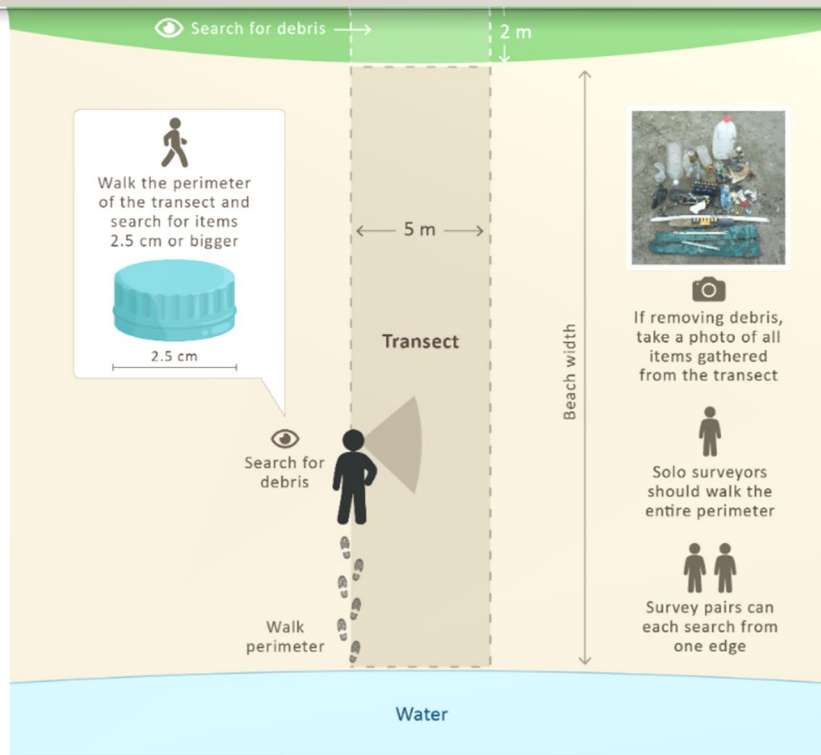 Search for debris
2 m
Walk the perimeter
of the transect and
search for items
2.5 cm or bigger
2.5 cm
5 m
Transect
Beach width
If removing debris,
take a photo of all
items gathered
from the transect
Search for
debris
Solo surveyors
should walk the
entire perimeter
Walk
perimeter
Survey pairs can
each search from
one edge
Water